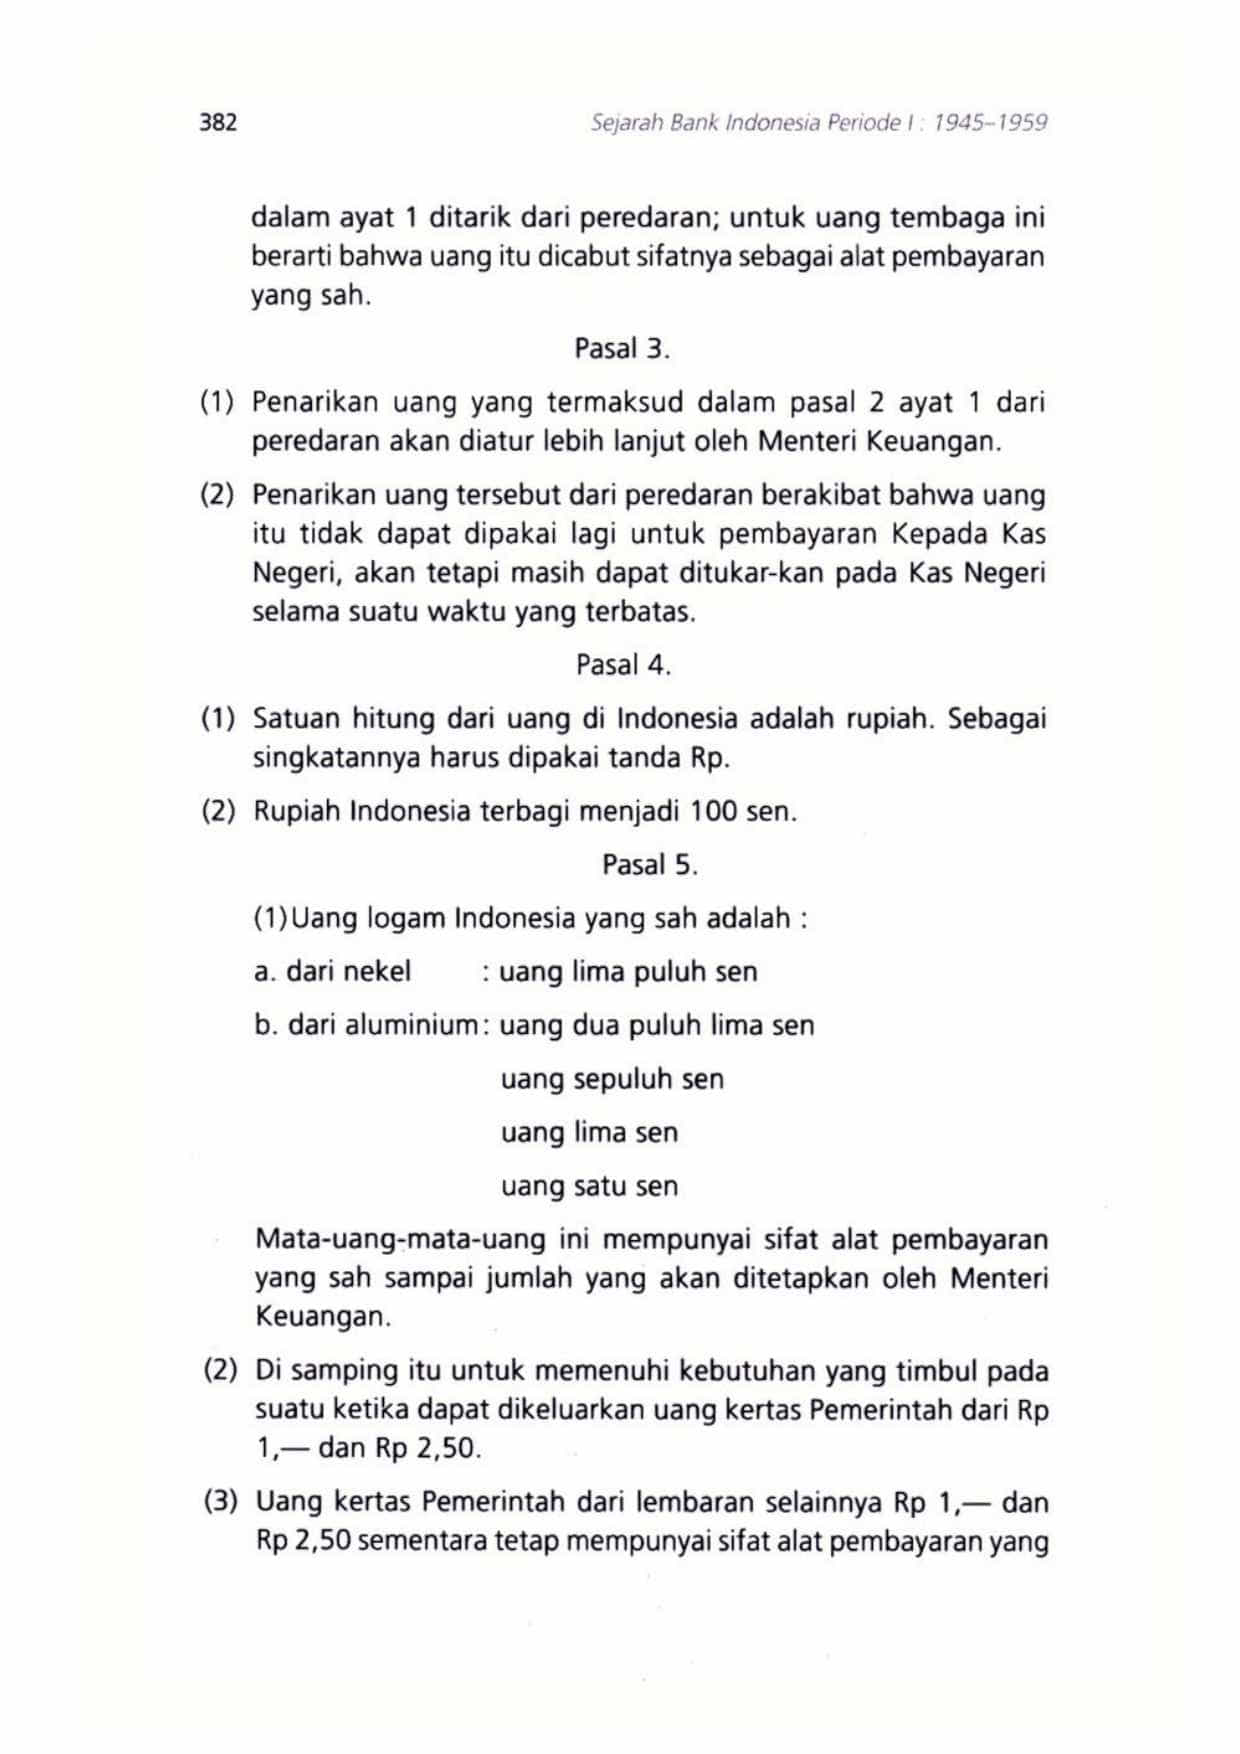 382
Sejarah Bank Indonesia Periode I : 1945–1959
dalam ayat 1 ditarik dari peredaran; untuk uang tembaga ini
berarti bahwa uang itu dicabut sifatnya sebagai alat pembayaran
yang sah.
Pasal 3.
(1) Penarikan uang yang termaksud dalam pasal 2 ayat 1 dari
peredaran akan diatur lebih lanjut oleh Menteri Keuangan.
(2) Penarikan uang tersebut dari peredaran berakibat bahwa uang
itu tidak dapat dipakai lagi untuk pembayaran Kepada Kas
Negeri, akan tetapi masih dapat ditukar-kan pada Kas Negeri
selama suatu waktu yang terbatas.
Pasal 4.
(1) Satuan hitung dari uang di Indonesia adalah rupiah. Sebagai
singkatannya harus dipakai tanda Rp.
(2) Rupiah Indonesia terbagi menjadi 100 sen.
Pasal 5.
(1)Uang logam Indonesia yang sah adalah :
a. dari nekel : uang lima puluh sen
b. dari aluminium: uang dua puluh lima sen
uang sepuluh sen
uang lima sen
uang satu sen
Mata-uang-mata-uang ini mempunyai sifat alat pembayaran
yang sah sampai jumlah yang akan ditetapkan oleh Menteri
Keuangan.
(2) Di samping itu untuk memenuhi kebutuhan yang timbul pada
suatu ketika dapat dikeluarkan uang kertas Pemerintah dari Rp
1,— dan Rp 2,50.
(3) Uang kertas Pemerintah dari lembaran selainnya Rp 1,— dan
Rp 2,50 sementara tetap mempunyai sifat alat pembayaran yang